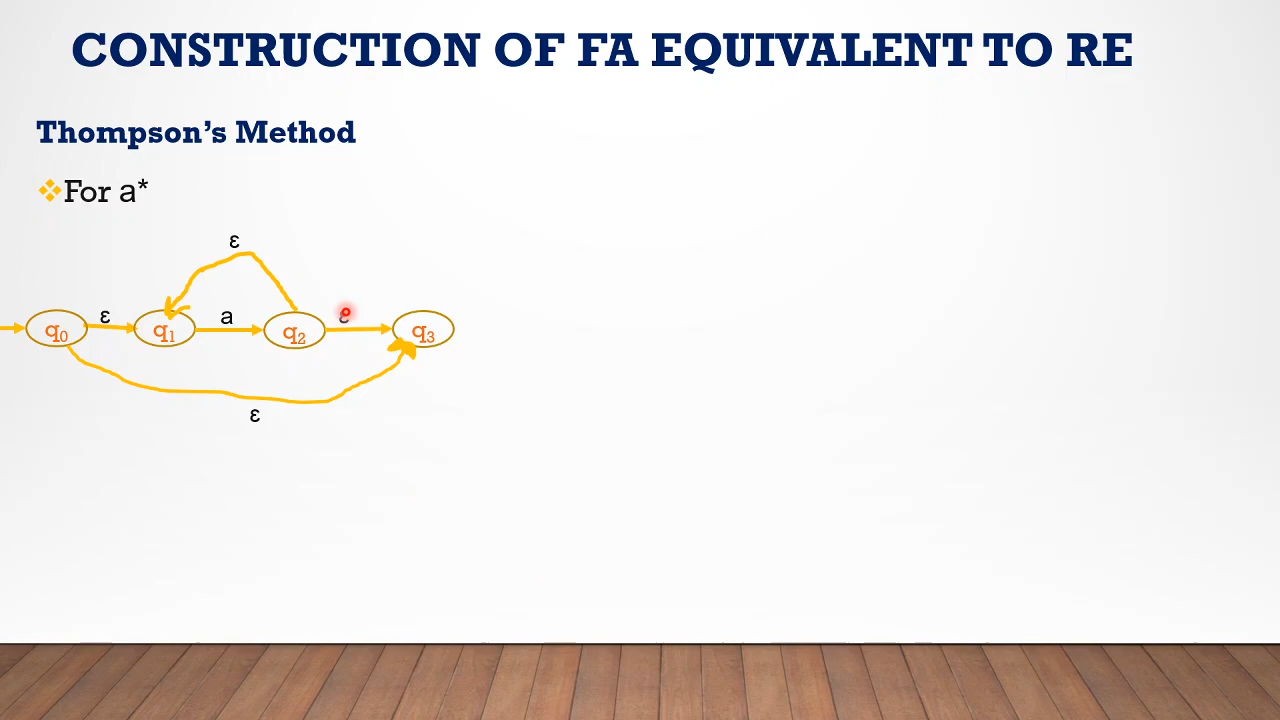 CONSTRUCTION OF FA EQUIVALENT TO RE
Thompson's Method
❖For a*
ε
q₀ ε q₁ a q₂ ε q₃
ε